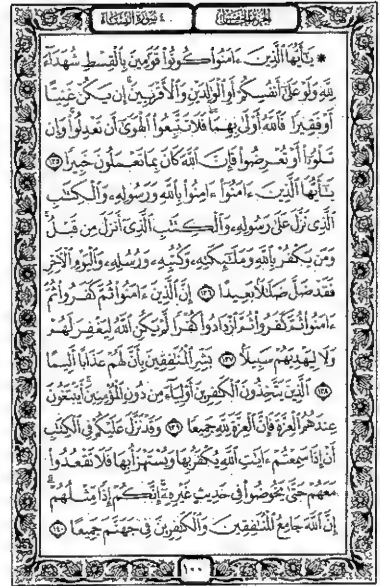 الجزء الخامس ٤ سورة النساء
۞ يَٰٓأَيُّهَا ٱلَّذِينَ ءَامَنُوا۟ كُونُوا۟ قَوَّٰمِينَ بِٱلْقِسْطِ شُهَدَآءَ
لِلَّهِ وَلَوْ عَلَىٰٓ أَنفُسِكُمْ أَوِ ٱلْوَٰلِدَيْنِ وَٱلْأَقْرَبِينَ ۚ إِن يَكُنْ غَنِيًّا
أَوْ فَقِيرًا فَٱللَّهُ أَوْلَىٰ بِهِمَا ۖ فَلَا تَتَّبِعُوا۟ ٱلْهَوَىٰٓ أَن تَعْدِلُوا۟ ۚ وَإِن
تَلْوُۥٓا۟ أَوْ تُعْرِضُوا۟ فَإِنَّ ٱللَّهَ كَانَ بِمَا تَعْمَلُونَ خَبِيرًا ١٣٥
يَٰٓأَيُّهَا ٱلَّذِينَ ءَامَنُوٓا۟ ءَامِنُوا۟ بِٱللَّهِ وَرَسُولِهِۦ وَٱلْكِتَٰبِ
ٱلَّذِى نَزَّلَ عَلَىٰ رَسُولِهِۦ وَٱلْكِتَٰبِ ٱلَّذِىٓ أَنزَلَ مِن قَبْلُ ۚ
وَمَن يَكْفُرْ بِٱللَّهِ وَمَلَٰٓئِكَتِهِۦ وَكُتُبِهِۦ وَرُسُلِهِۦ وَٱلْيَوْمِ ٱلْءَاخِرِ
فَقَدْ ضَلَّ ضَلَٰلًۢا بَعِيدًا ١٣٦ إِنَّ ٱلَّذِينَ ءَامَنُوا۟ ثُمَّ كَفَرُوا۟ ثُمَّ
ءَامَنُوا۟ ثُمَّ كَفَرُوا۟ ثُمَّ ٱزْدَادُوا۟ كُفْرًا لَّمْ يَكُنِ ٱللَّهُ لِيَغْفِرَ لَهُمْ
وَلَا لِيَهْدِيَهُمْ سَبِيلًۢا ١٣٧ بَشِّرِ ٱلْمُنَٰفِقِينَ بِأَنَّ لَهُمْ عَذَابًا أَلِيمًا
١٣٨ ٱلَّذِينَ يَتَّخِذُونَ ٱلْكَٰفِرِينَ أَوْلِيَآءَ مِن دُونِ ٱلْمُؤْمِنِينَ ۚ أَيَبْتَغُونَ
عِندَهُمُ ٱلْعِزَّةَ فَإِنَّ ٱلْعِزَّةَ لِلَّهِ جَمِيعًا ١٣٩ وَقَدْ نَزَّلَ عَلَيْكُمْ فِى ٱلْكِتَٰبِ
أَنْ إِذَا سَمِعْتُمْ ءَايَٰتِ ٱللَّهِ يُكْفَرُ بِهَا وَيُسْتَهْزَأُ بِهَا فَلَا تَقْعُدُوا۟
مَعَهُمْ حَتَّىٰ يَخُوضُوا۟ فِى حَدِيثٍ غَيْرِهِۦٓ ۚ إِنَّكُمْ إِذًا مِّثْلُهُمْ ۗ
إِنَّ ٱللَّهَ جَامِعُ ٱلْمُنَٰفِقِينَ وَٱلْكَٰفِرِينَ فِى جَهَنَّمَ جَمِيعًا ١٤٠
١٠٠